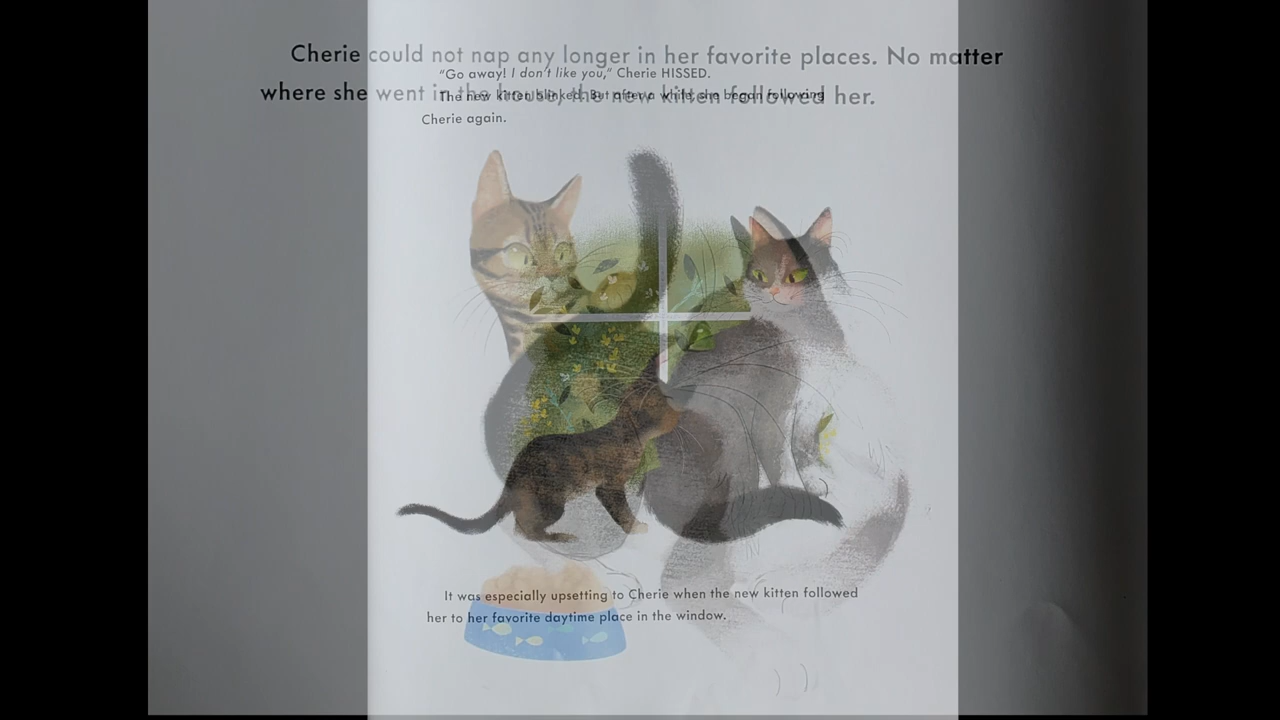 Cherie could not nap any longer in her favorite places. No matter
where she went in the house, the new kitten followed her.
"Go away! I don't like you," Cherie HISSED.
The new kitten blinked. But after a while, she began following
Cherie again.
It was especially upsetting to Cherie when the new kitten followed
her to her favorite daytime place in the window.